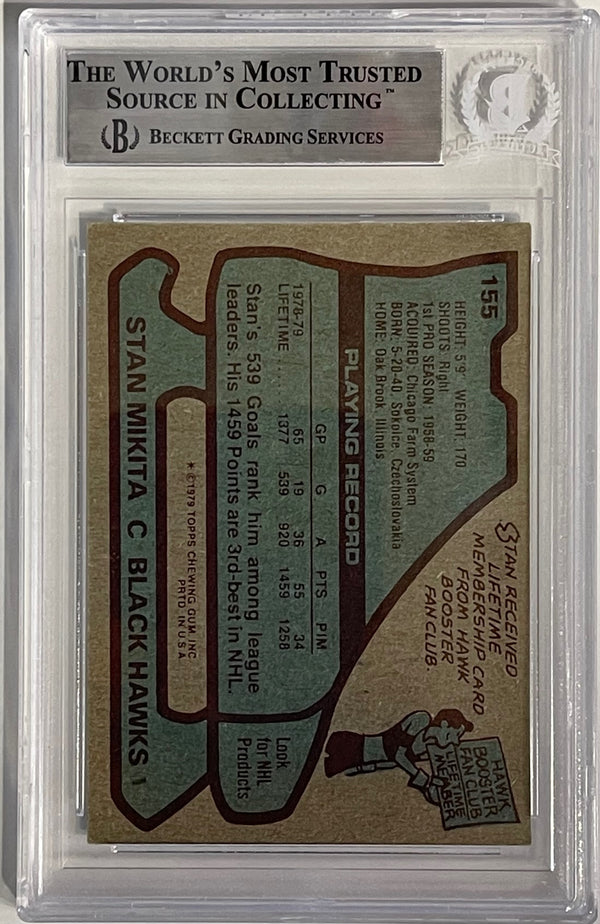 THE WORLD'S MOST TRUSTED
SOURCE IN COLLECTING™
B BECKETT GRADING SERVICES
155
HEIGHT: 5'9" WEIGHT: 170
SHOOTS: Right
1st PRO SEASON 1958-59
ACQUIRED: Chicago Farm System
BORN: 5-20-40 Sokolce, Czechoslovakia
HOME: Oak Brook, Illinois
STAN RECEIVED
LIFETIME
MEMBERSHIP CARD
FROM HAWK
BOOSTER
FAN CLUB.
HAWK
BOOSTER
FAN CLUB
LIFETIME
MEMBER
PLAYING RECORD
GP G A PTS PIM
1978-79 65 19 36 55 34
LIFETIME .... 1377 539 920 1459 1258
Stan's 539 Goals rank him among league
leaders. His 1459 Points are 3rd-best in NHL.
Look
for NHL
Products
* ©1979 TOPPS CHEWING GUM, INC
PRTD. IN U.S.A.
STAN MIKITA C BLACK HAWKS 1